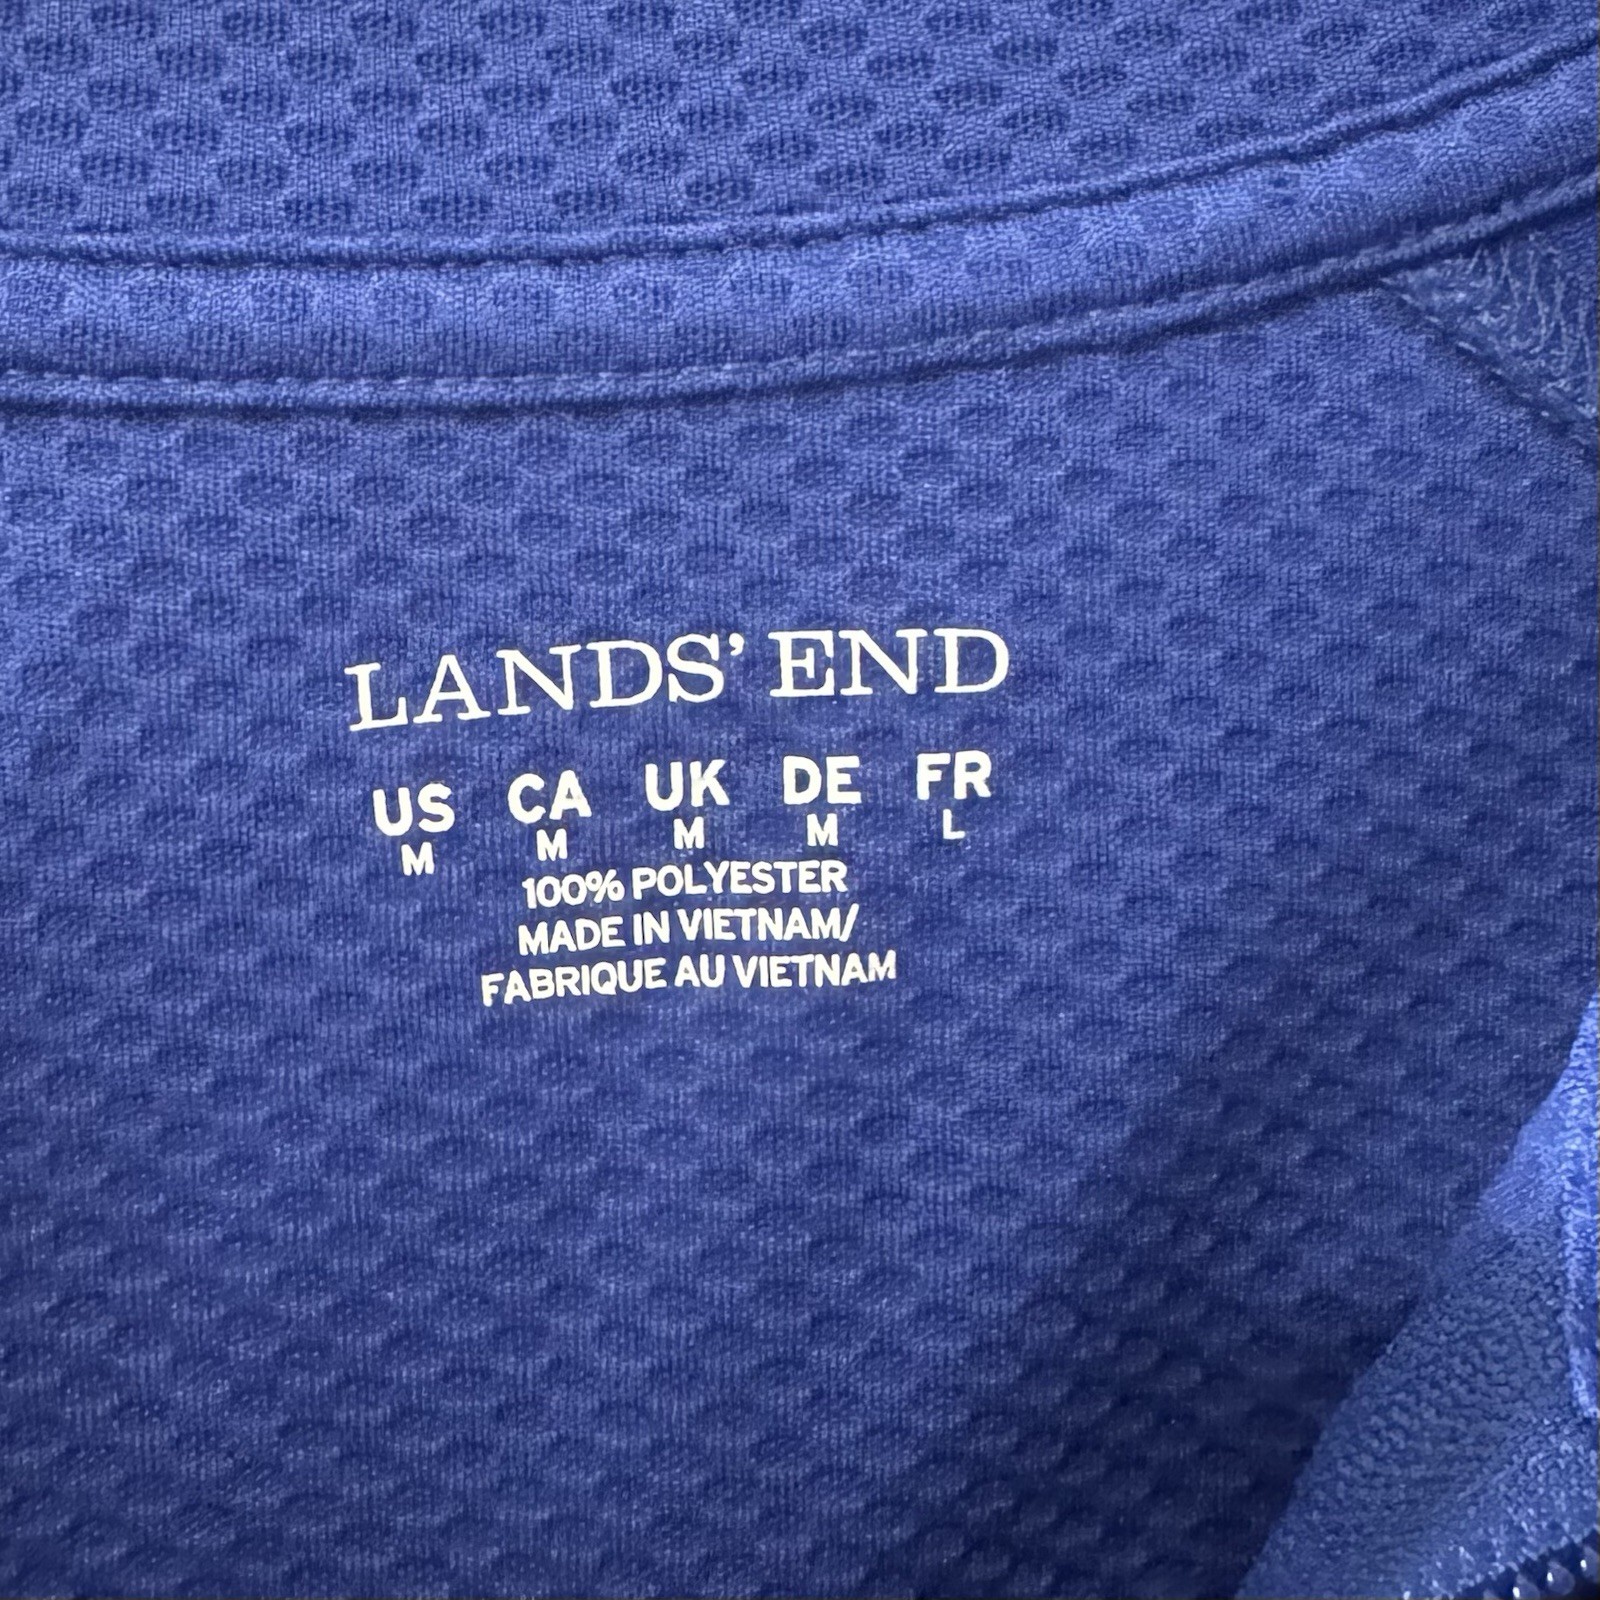 LANDS' END
US CA UK DE FR
M M M M L
100% POLYESTER
MADE IN VIETNAM/
FABRIQUE AU VIETNAM